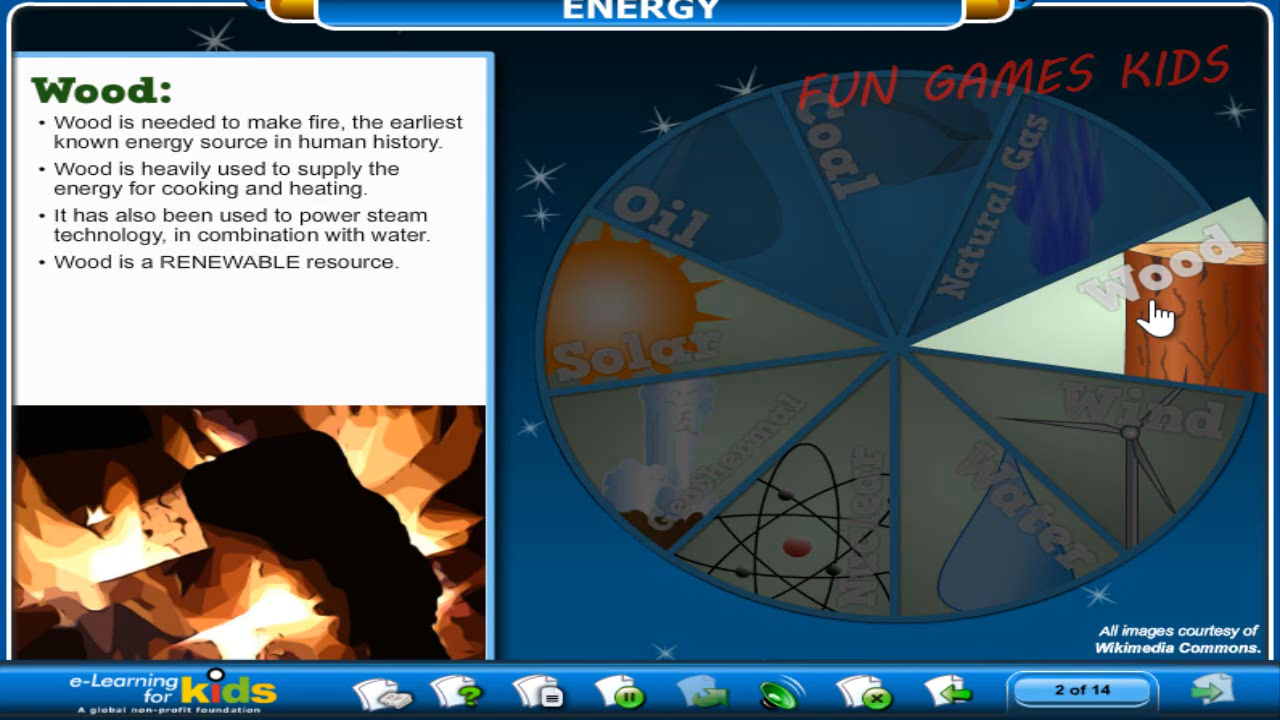 ENERGY
FUN GAMES KIDS
Wood:
• Wood is needed to make fire, the earliest
known energy source in human history.
• Wood is heavily used to supply the
energy for cooking and heating.
• It has also been used to power steam
technology, in combination with water.
• Wood is a RENEWABLE resource.
Coal
Natural Gas
Oil
Wood
Solar
Wind
Geothermal
Nuclear
Water
All images courtesy of
Wikimedia Commons.
e-Learning
for kids
A global non-profit foundation
2 of 14